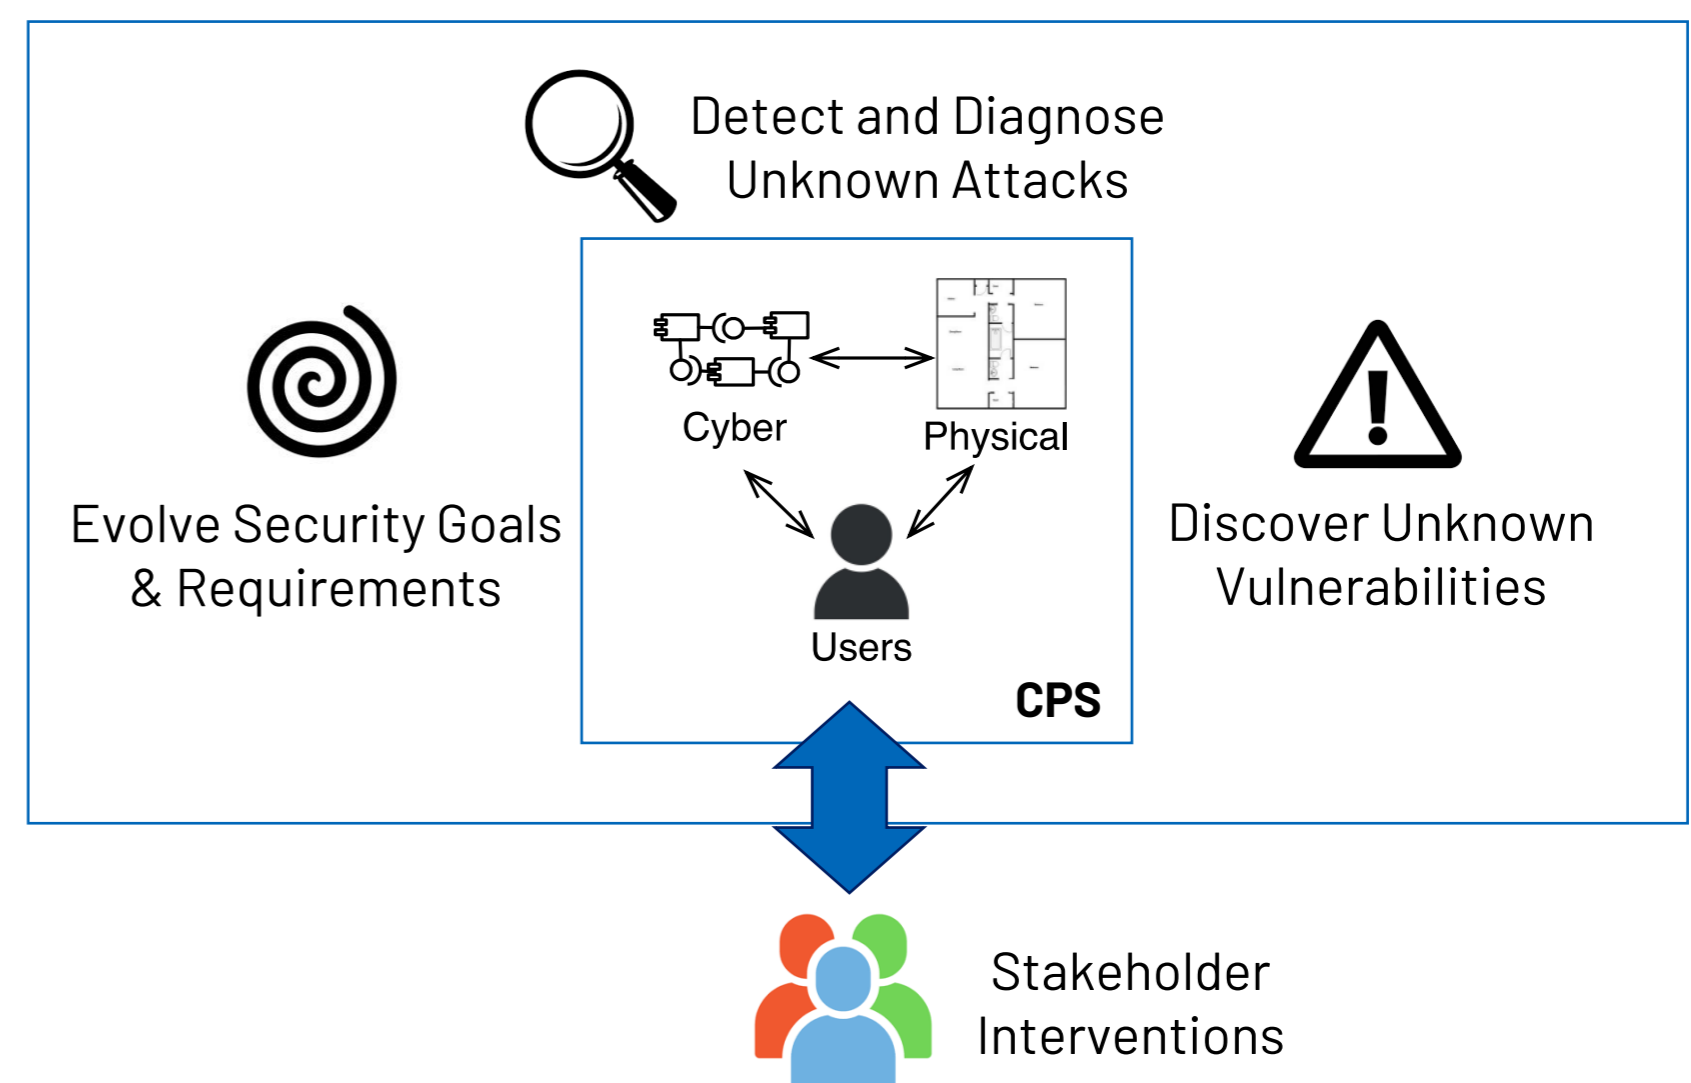 Detect and Diagnose
Unknown Attacks
Cyber
Physical
Users
CPS
Evolve Security Goals
& Requirements
Discover Unknown
Vulnerabilities
Stakeholder
Interventions